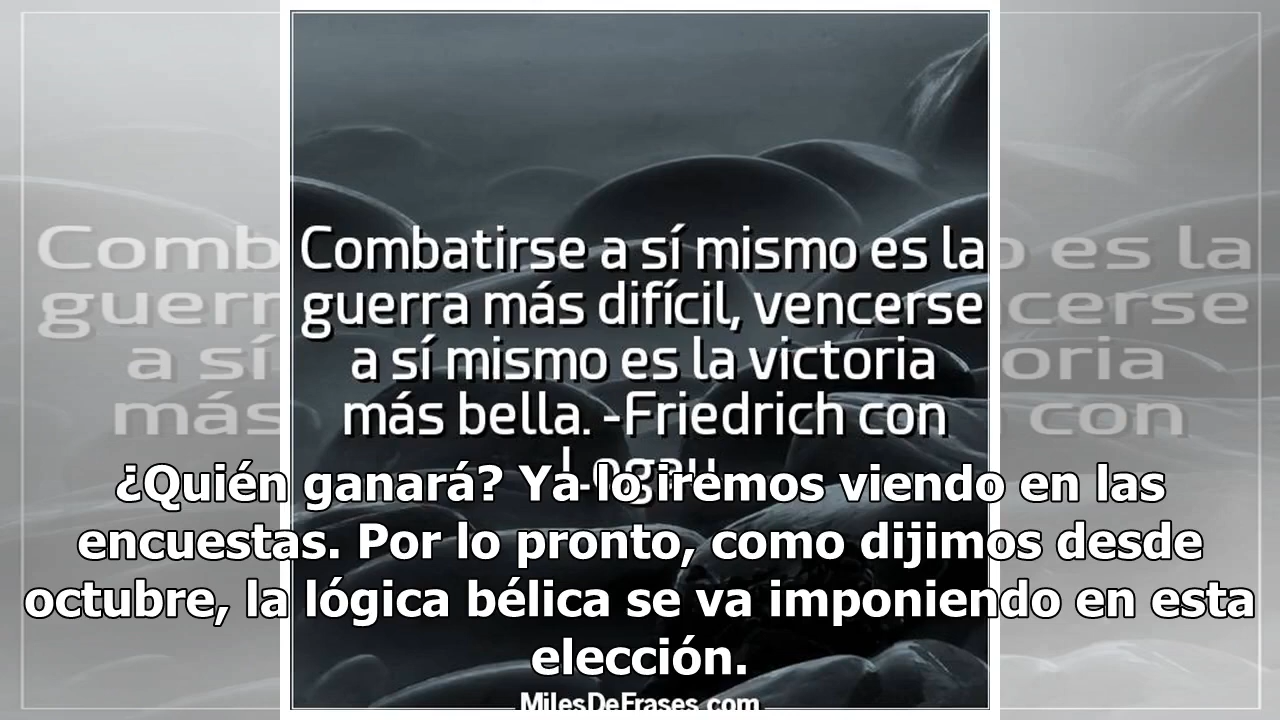 Combatirse a sí mismo es la
guerra más difícil, vencerse
a sí mismo es la victoria
más bella. -Friedrich con
Logau
¿Quién ganará? Ya lo iremos viendo en las
encuestas. Por lo pronto, como dijimos desde
octubre, la lógica bélica se va imponiendo en esta
elección.
MilesDeFrases.com